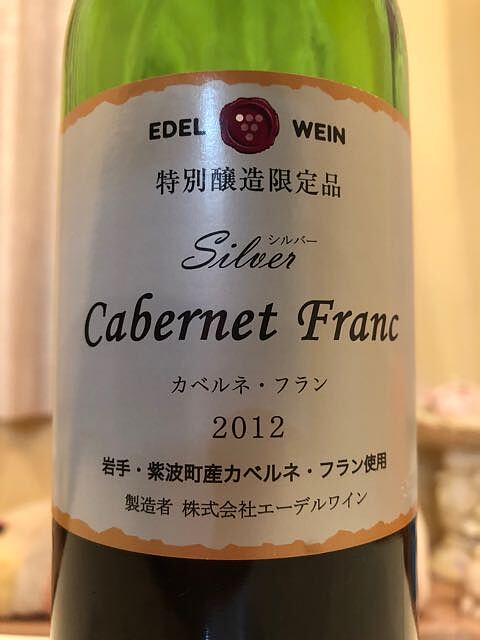 EDEL WEIN
特別醸造限定品
シルバー
Silver
Cabernet Franc
カベルネ・フラン
2012
岩手・紫波町産カベルネ・フラン使用
製造者 株式会社エーデルワイン